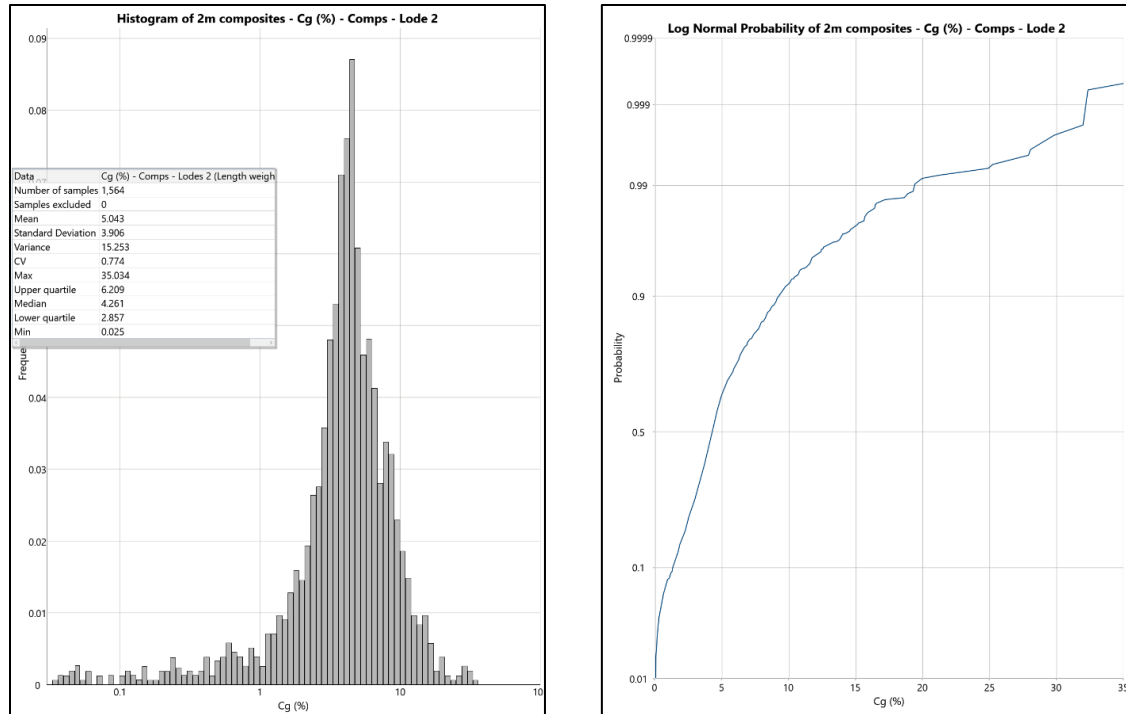 Histogram of 2m composites - Cg (%) - Comps - Lode 2
0.09
0.08
Data Cg (%) - Comps - Lodes 2 (Length weigh
Number of samples 1,564
Samples excluded 0
Mean 5.043
Standard Deviation 3.906
Variance 15.253
CV 0.774
Max 35.034
Upper quartile 6.209
Median 4.261
Lower quartile 2.857
Min 0.025
Freque
0.04
0.03
0.02
0.01
0
0.1 1 10 10
Cg (%)
Log Normal Probability of 2m composites - Cg (%) - Comps - Lode 2
0.9999
0.999
0.99
0.9
Probability
0.5
0.1
0.01
0 5 10 15 20 25 30 35
Cg (%)